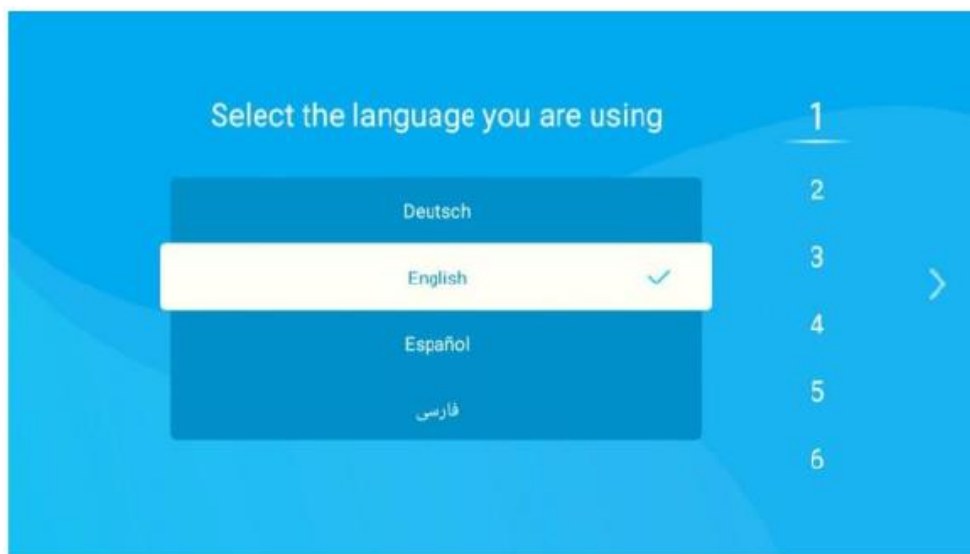 Select the language you are using
Deutsch
English
Español
فارسی
1
2
3
4
5
6